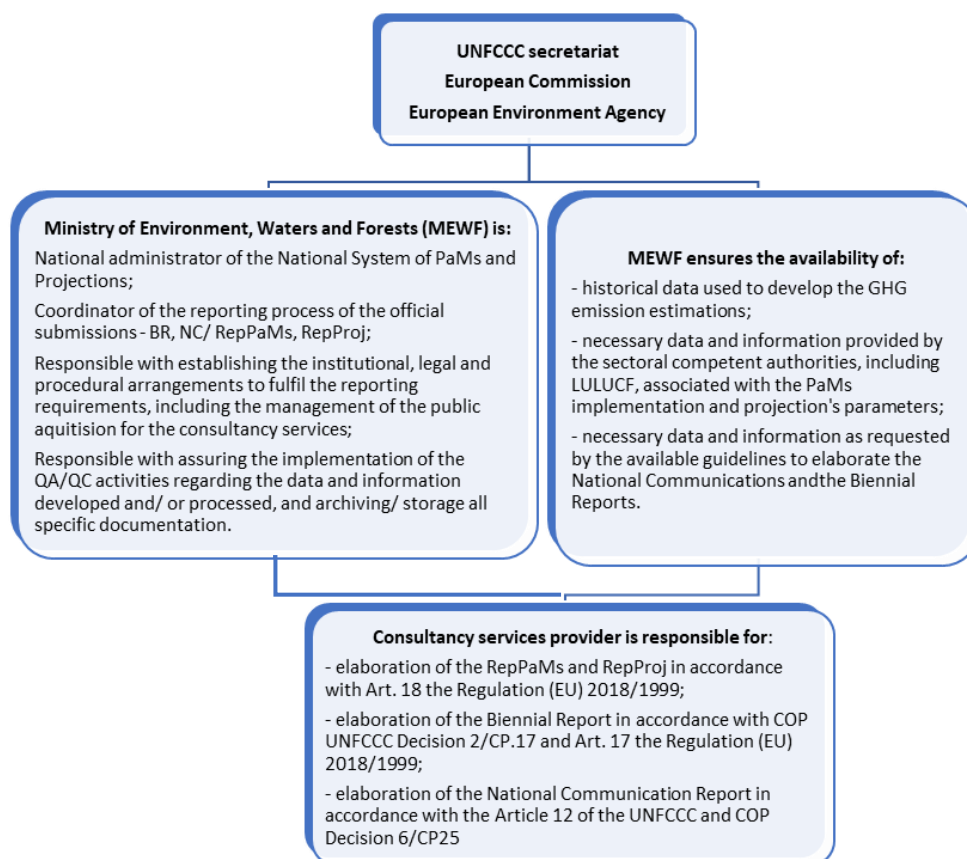 UNFCCC secretariat
European Commission
European Environment Agency
Ministry of Environment, Waters and Forests (MEWF) is:
National administrator of the National System of PaMs and
Projections;
Coordinator of the reporting process of the official
submissions - BR, NC/ RepPaMs, RepProj;
Responsible with establishing the institutional, legal and
procedural arrangements to fulfil the reporting
requirements, including the management of the public
aquitision for the consultancy services;
Responsible with assuring the implementation of the
QA/QC activities regarding the data and information
developed and/ or processed, and archiving/ storage all
specific documentation.
MEWF ensures the availability of:
- historical data used to develop the GHG
emission estimations;
- necessary data and information provided by
the sectoral competent authorities, including
LULUCF, associated with the PaMs
implementation and projection's parameters;
- necessary data and information as requested
by the available guidelines to elaborate the
National Communications andthe Biennial
Reports.
Consultancy services provider is responsible for:
- elaboration of the RepPaMs and RepProj in accordance
with Art. 18 the Regulation (EU) 2018/1999;
- elaboration of the Biennial Report in accordance with COP
UNFCCC Decision 2/CP.17 and Art. 17 the Regulation (EU)
2018/1999;
- elaboration of the National Communication Report in
accordance with the Article 12 of the UNFCCC and COP
Decision 6/CP25